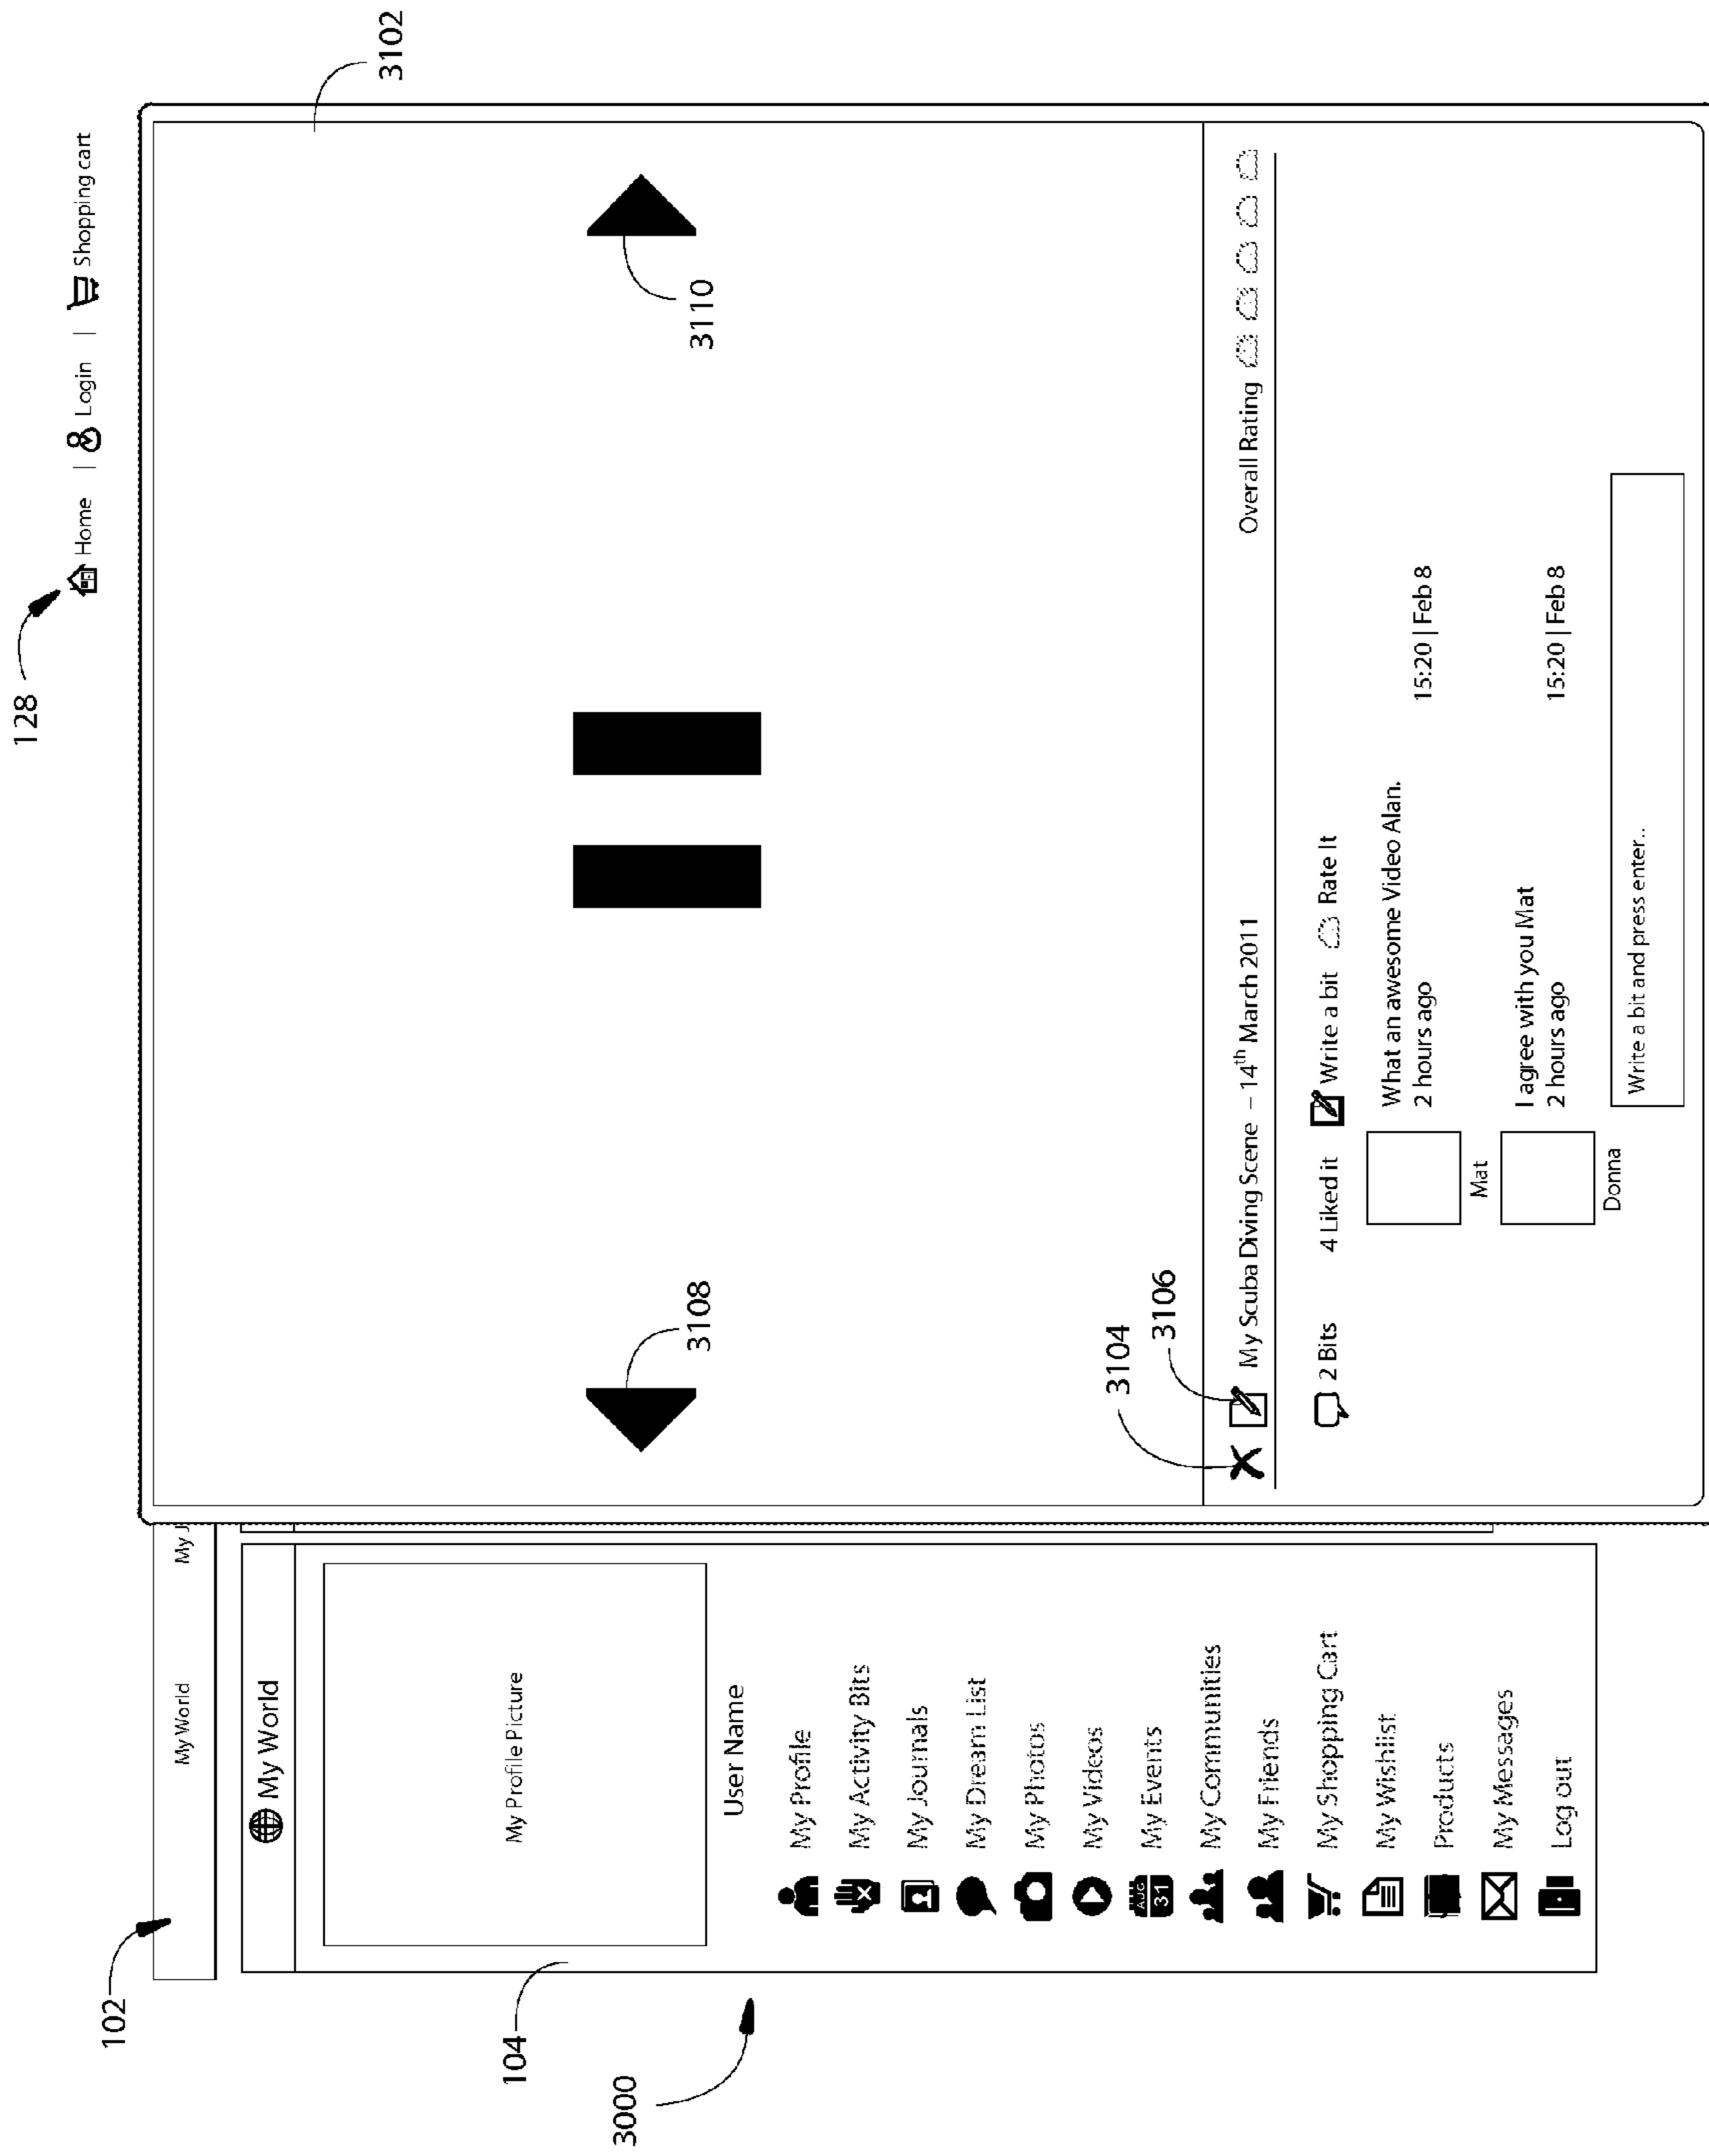 128
Home | Login | Shopping cart
102
My World
My J
3102
My World
104
My Profile Picture
3000
User Name
My Profile
My Activity Bits
My Journals
My Dream List
My Photos
My Videos
My Events
AUG
31
My Communities
My Friends
My Shopping Cart
My Wishlist
Products
My Messages
Log out
3108
3110
3104
3106
My Scuba Diving Scene – 14th March 2011
Overall Rating
2 Bits
4 Liked it
Write a bit
Rate It
What an awesome Video Alan.
2 hours ago
15:20 | Feb 8
Mat
I agree with you Mat
2 hours ago
15:20 | Feb 8
Donna
Write a bit and press enter..